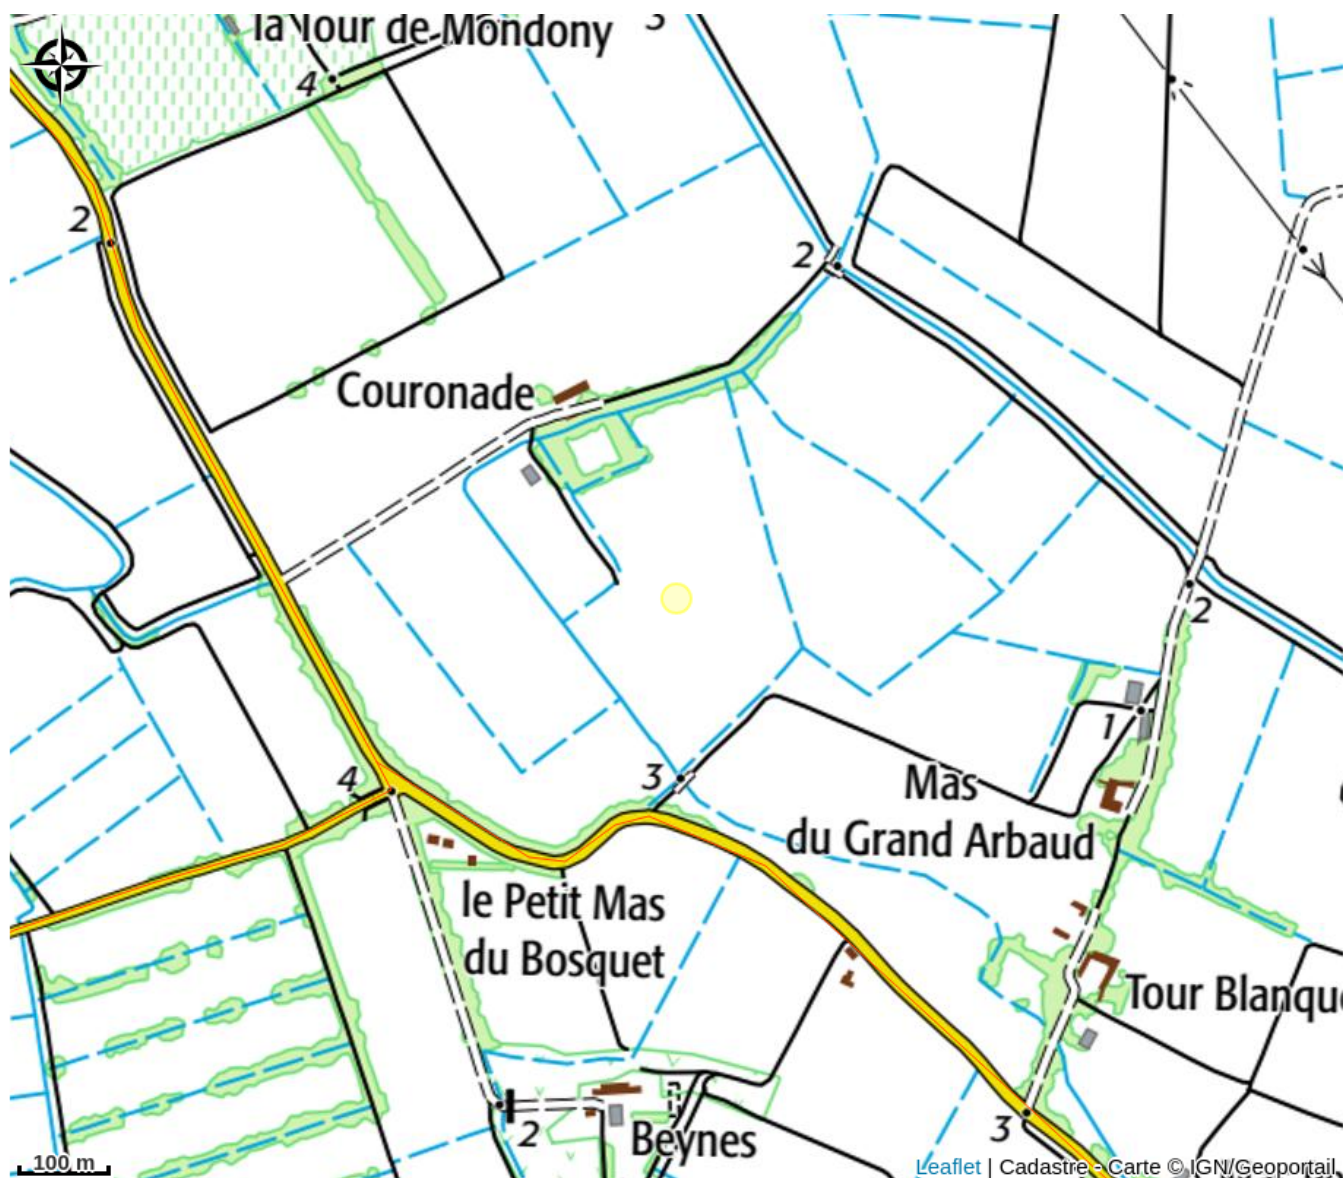 la Tour de Mondony
3
4
2
2
Couronade
2
1
3
4
Mas
du Grand Arbaud
le Petit Mas
du Bosquet
Tour Blanque
2
Beynes
3
100 m
Leaflet | Cadastre - Carte © IGN/Geoportail